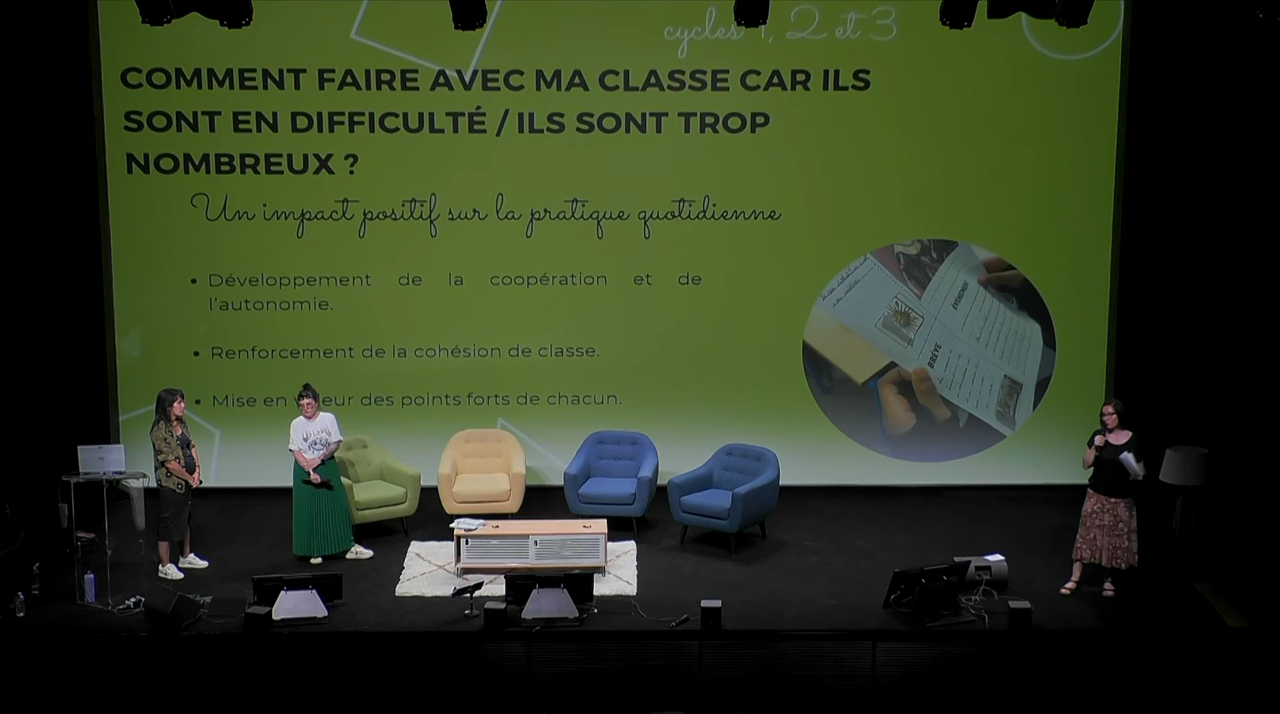 cycles 1, 2 et 3
COMMENT FAIRE AVEC MA CLASSE CAR ILS
SONT EN DIFFICULTÉ / ILS SONT TROP
NOMBREUX ?
Un impact positif sur la pratique quotidienne
• Développement de la coopération et de
l'autonomie.
• Renforcement de la cohésion de classe.
• Mise en des points forts de chacun.
ÉVÉNEMENT
BRÈVE